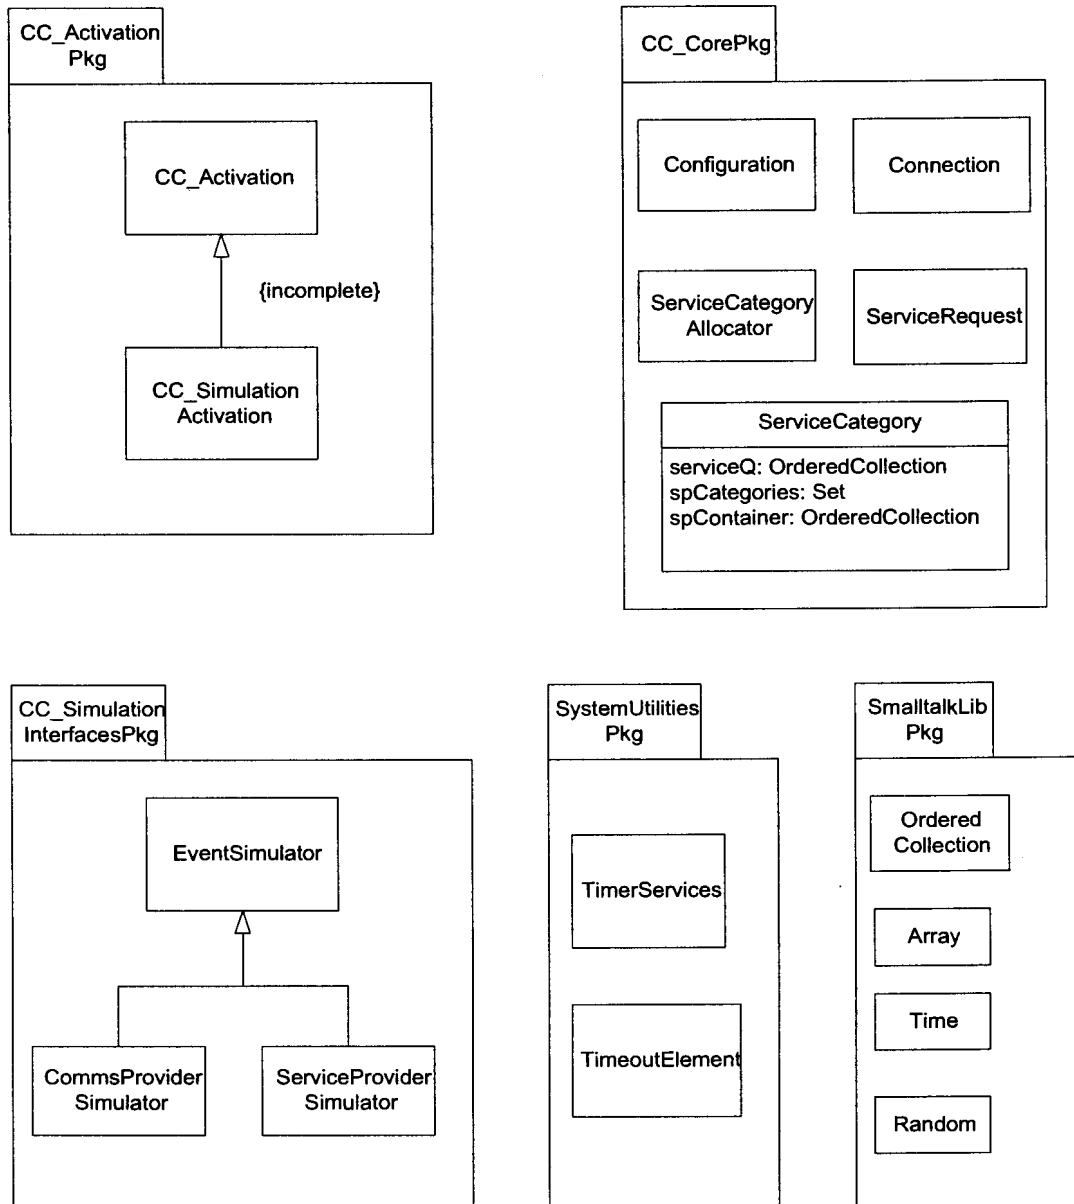 CC_Activation
Pkg
CC_Activation
{incomplete}
CC_Simulation
Activation
CC_CorePkg
Configuration
Connection
ServiceCategory
Allocator
ServiceRequest
ServiceCategory
serviceQ: OrderedCollection
spCategories: Set
spContainer: OrderedCollection
CC_Simulation
InterfacesPkg
EventSimulator
CommsProvider
Simulator
ServiceProvider
Simulator
SystemUtilities
Pkg
TimerServices
TimeoutElement
SmalltalkLib
Pkg
Ordered
Collection
Array
Time
Random